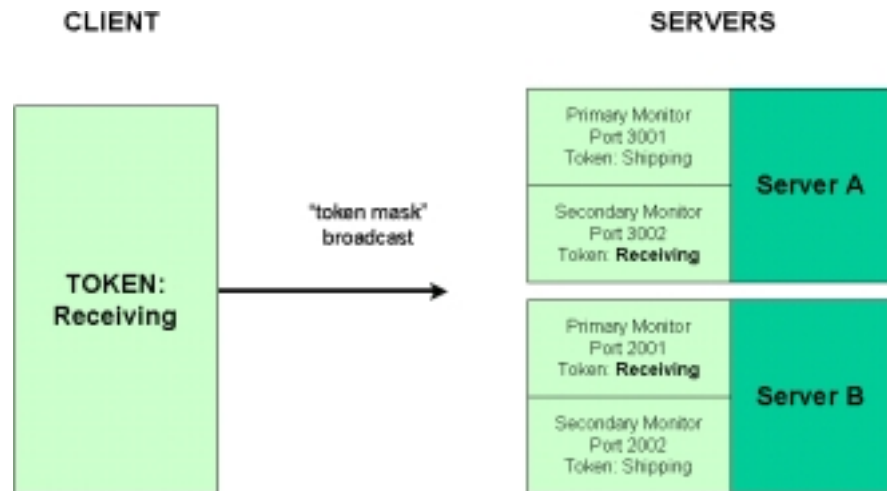 CLIENT
SERVERS
TOKEN:
Receiving
"token mask"
broadcast
Primary Monitor
Port 3001
Token: Shipping
Secondary Monitor
Port 3002
Token: Receiving
Server A
Primary Monitor
Port 2001
Token: Receiving
Secondary Monitor
Port 2002
Token: Shipping
Server B